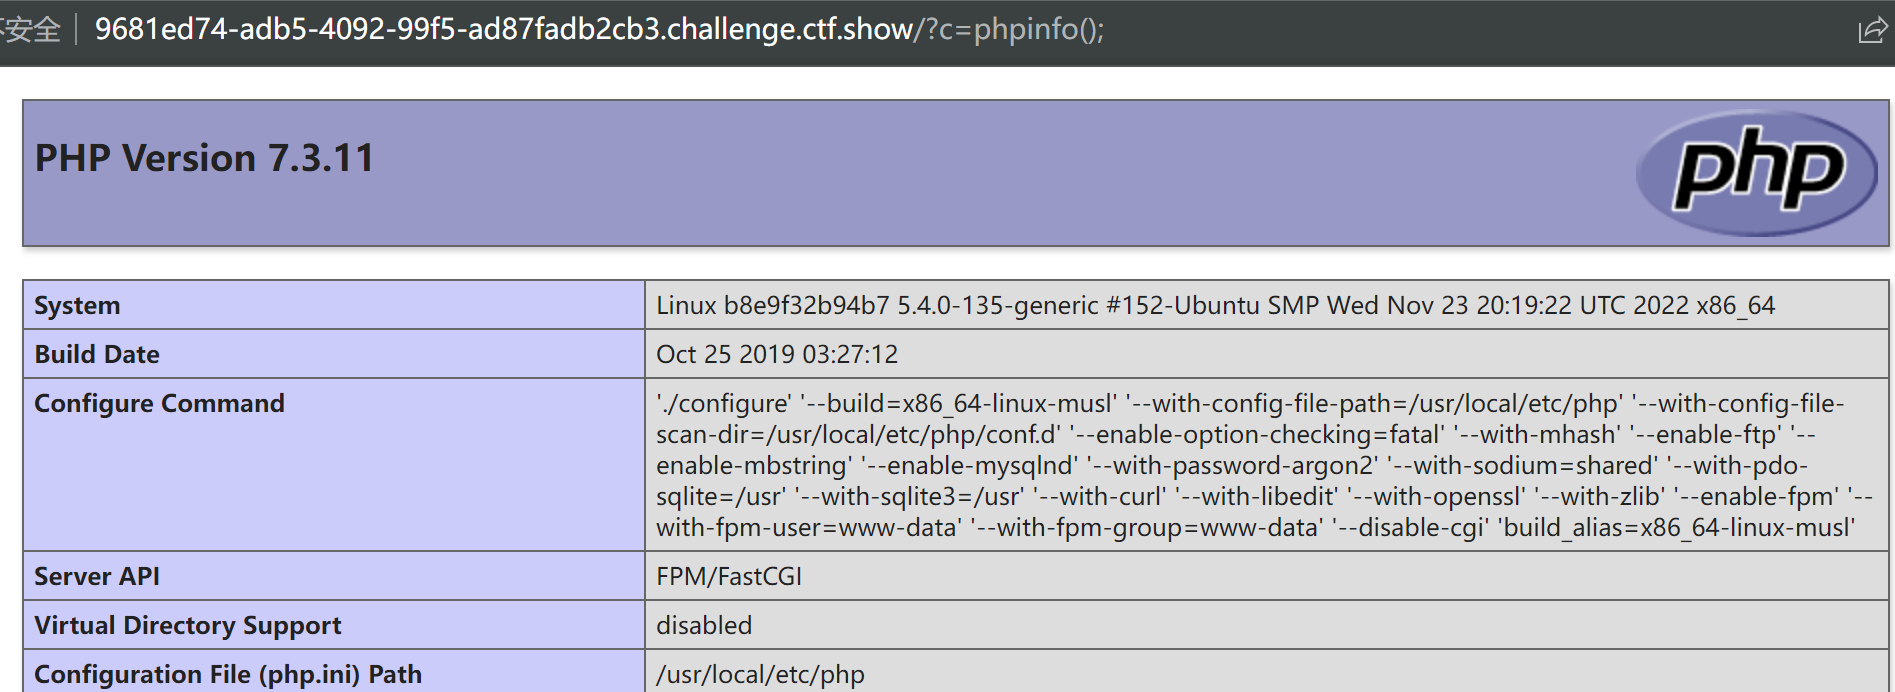 不安全 9681ed74-adb5-4092-99f5-ad87fadb2cb3.challenge.ctf.show/?c=phpinfo();
PHP Version 7.3.11
php
System Linux b8e9f32b94b7 5.4.0-135-generic #152-Ubuntu SMP Wed Nov 23 20:19:22 UTC 2022 x86_64
Build Date Oct 25 2019 03:27:12
Configure Command './configure' '--build=x86_64-linux-musl' '--with-config-file-path=/usr/local/etc/php' '--with-config-file-
scan-dir=/usr/local/etc/php/conf.d' '--enable-option-checking=fatal' '--with-mhash' '--enable-ftp' '--
enable-mbstring' '--enable-mysqlnd' '--with-password-argon2' '--with-sodium=shared' '--with-pdo-
sqlite=/usr' '--with-sqlite3=/usr' '--with-curl' '--with-libedit' '--with-openssl' '--with-zlib' '--enable-fpm' '--
with-fpm-user=www-data' '--with-fpm-group=www-data' '--disable-cgi' 'build_alias=x86_64-linux-musl'
Server API FPM/FastCGI
Virtual Directory Support disabled
Configuration File (php.ini) Path /usr/local/etc/php